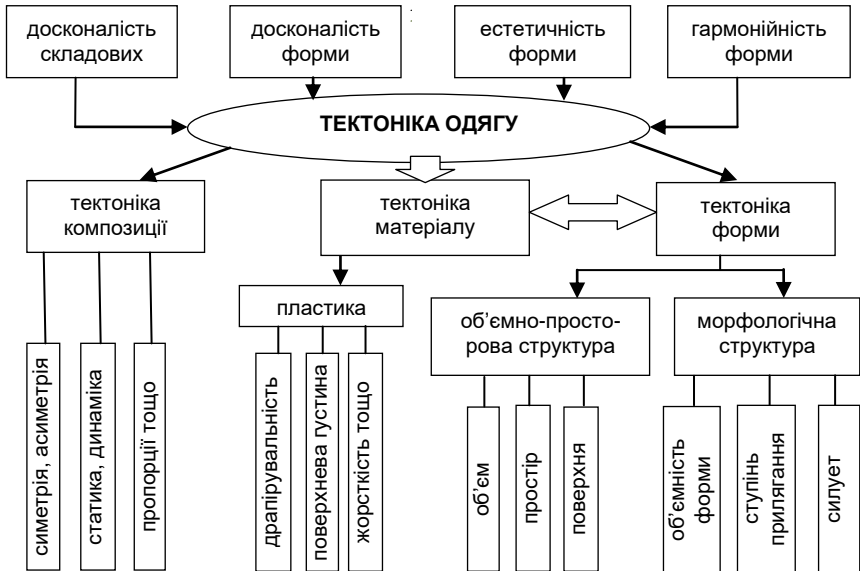 досконалість
складових
досконалість
форми
естетичність
форми
гармонійність
форми
ТЕКТОНІКА ОДЯГУ
тектоніка
композиції
тектоніка
матеріалу
тектоніка
форми
пластика
об’ємно-просто-
рова структура
морфологічна
структура
симетрія, асиметрія
статика, динаміка
пропорції тощо
драпірувальність
поверхнева густина
жорсткість тощо
об’єм
простір
поверхня
об’ємність
форми
ступінь
прилягання
силует